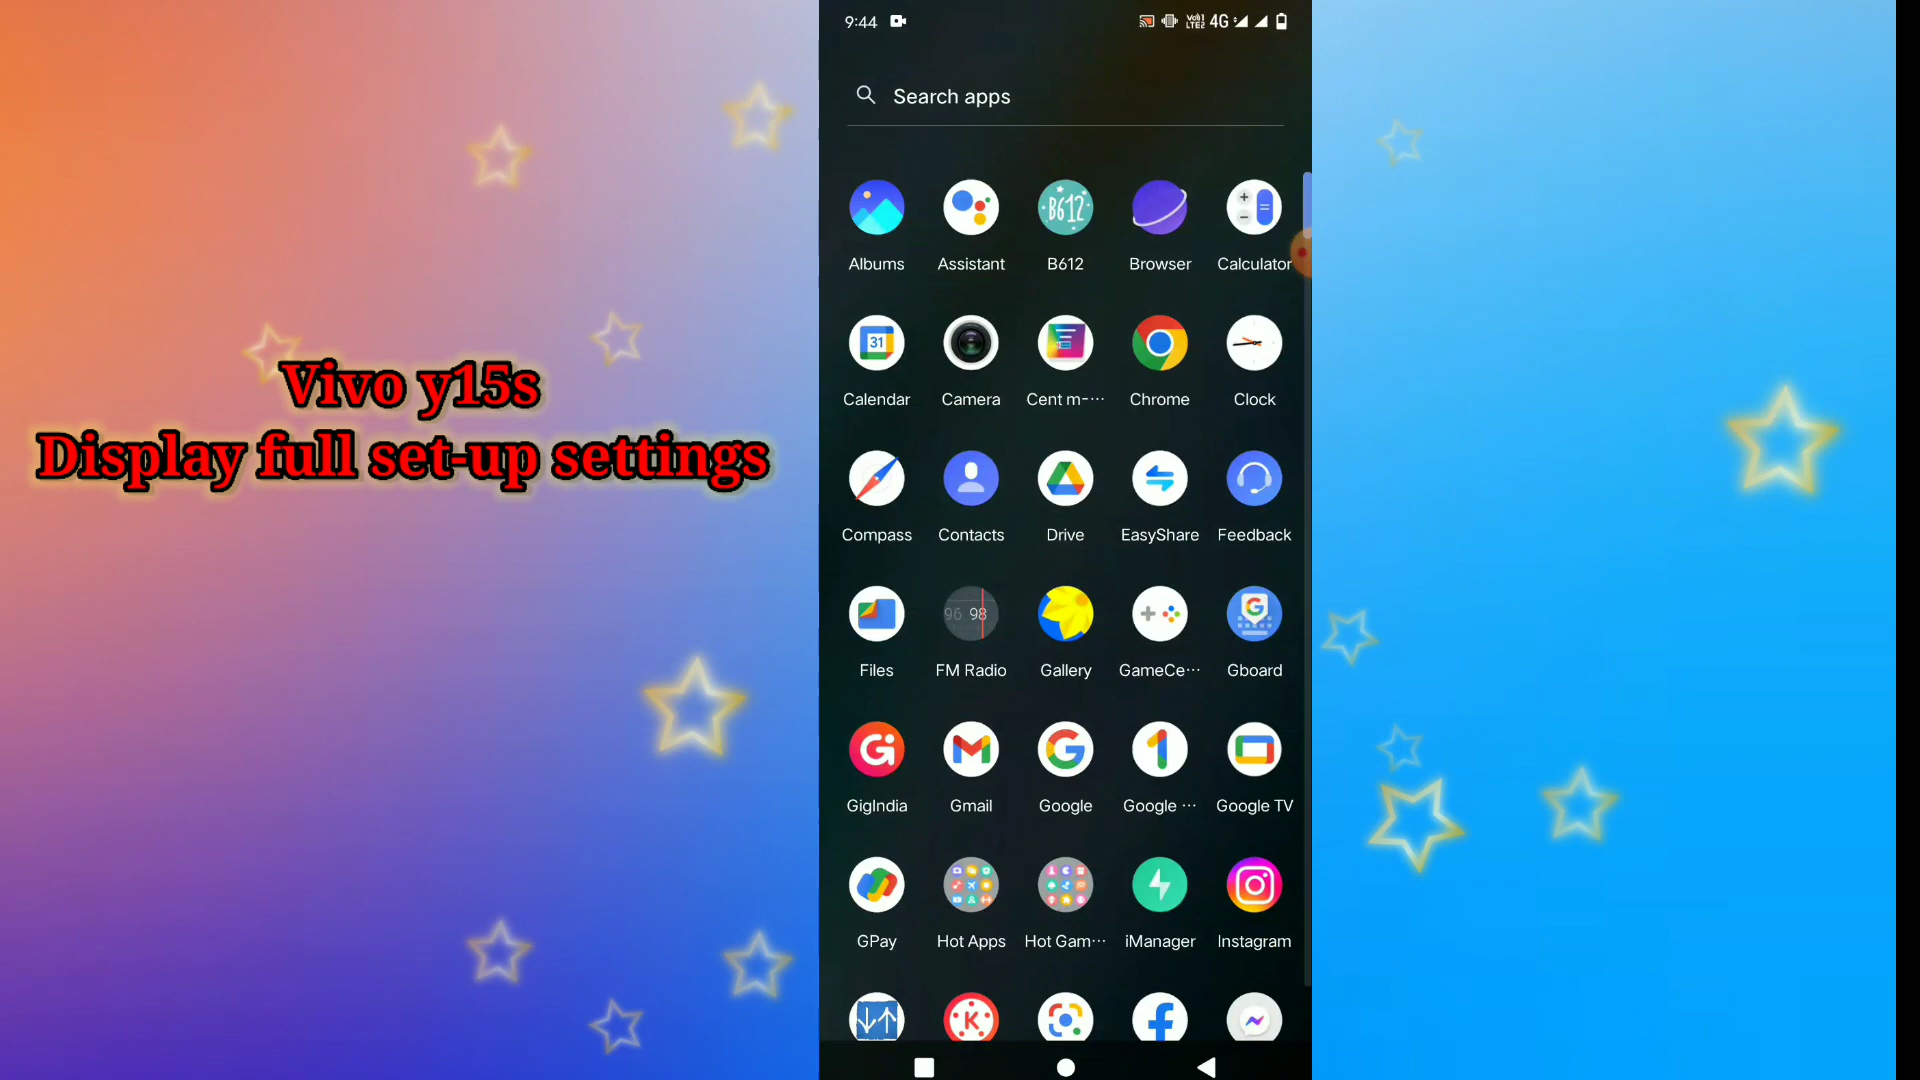 9:44
Vo1) LTE2 4G
Search apps
Albums Assistant B612 Browser Calculator
31
Calendar Camera Cent m-··· Chrome Clock
Compass Contacts Drive EasyShare Feedback
96 98
Files FM Radio Gallery GameCe··· Gboard
GigIndia Gmail Google Google ··· Google TV
GPay Hot Apps Hot Gam··· iManager Instagram
Vivo y15s
Display full set-up settings